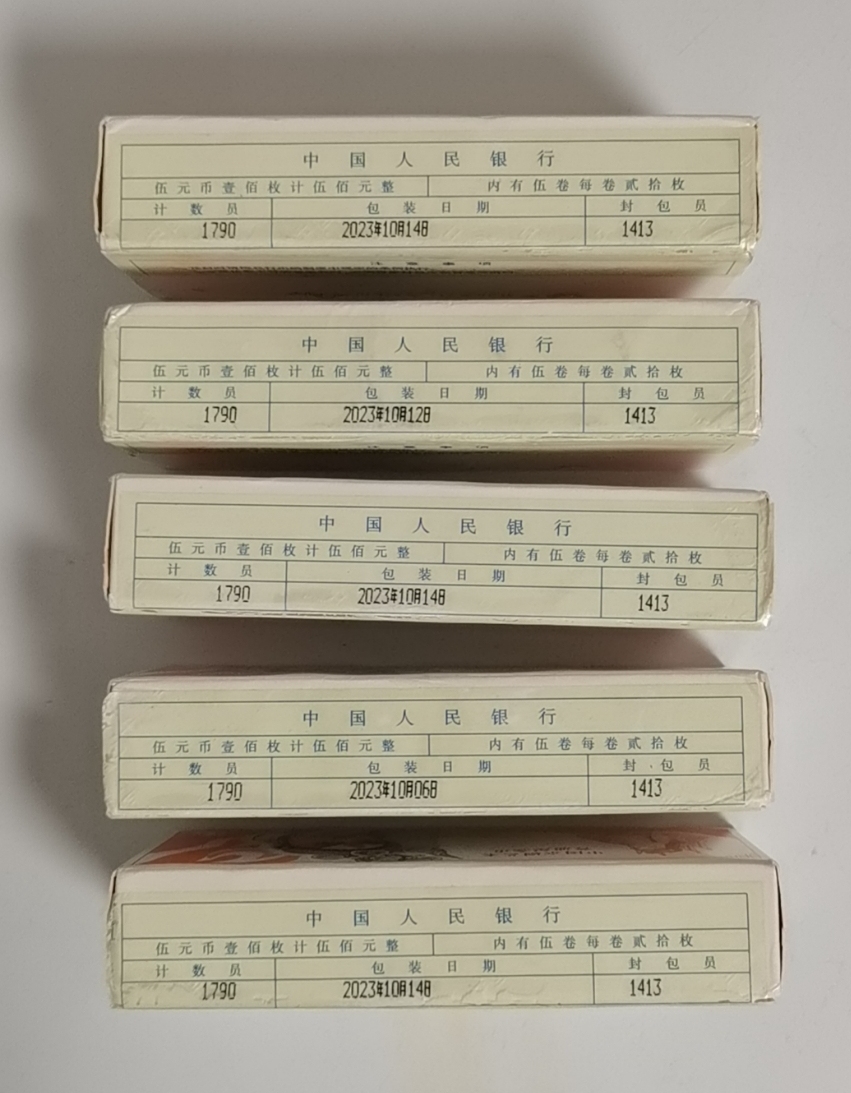 中国人民银行
伍元币壹佰枚计伍佰元整 内有伍卷每卷贰拾枚
计数员 包装日期 封包员
1790 2023年10月14日 1413
注意事项
中国人民银行
伍元币壹佰枚计伍佰元整 内有伍卷每卷贰拾枚
计数员 包装日期 封包员
1790 2023年10月12日 1413
中国人民银行
伍元币壹佰枚计伍佰元整 内有伍卷每卷贰拾枚
计数员 包装日期 封包员
1790 2023年10月14日 1413
中国人民银行
伍元币壹佰枚计伍佰元整 内有伍卷每卷贰拾枚
计数员 包装日期 封包员
1790 2023年10月06日 1413
中国人民银行
伍元币壹佰枚计伍佰元整 内有伍卷每卷贰拾枚
计数员 包装日期 封包员
1790 2023年10月14日 1413